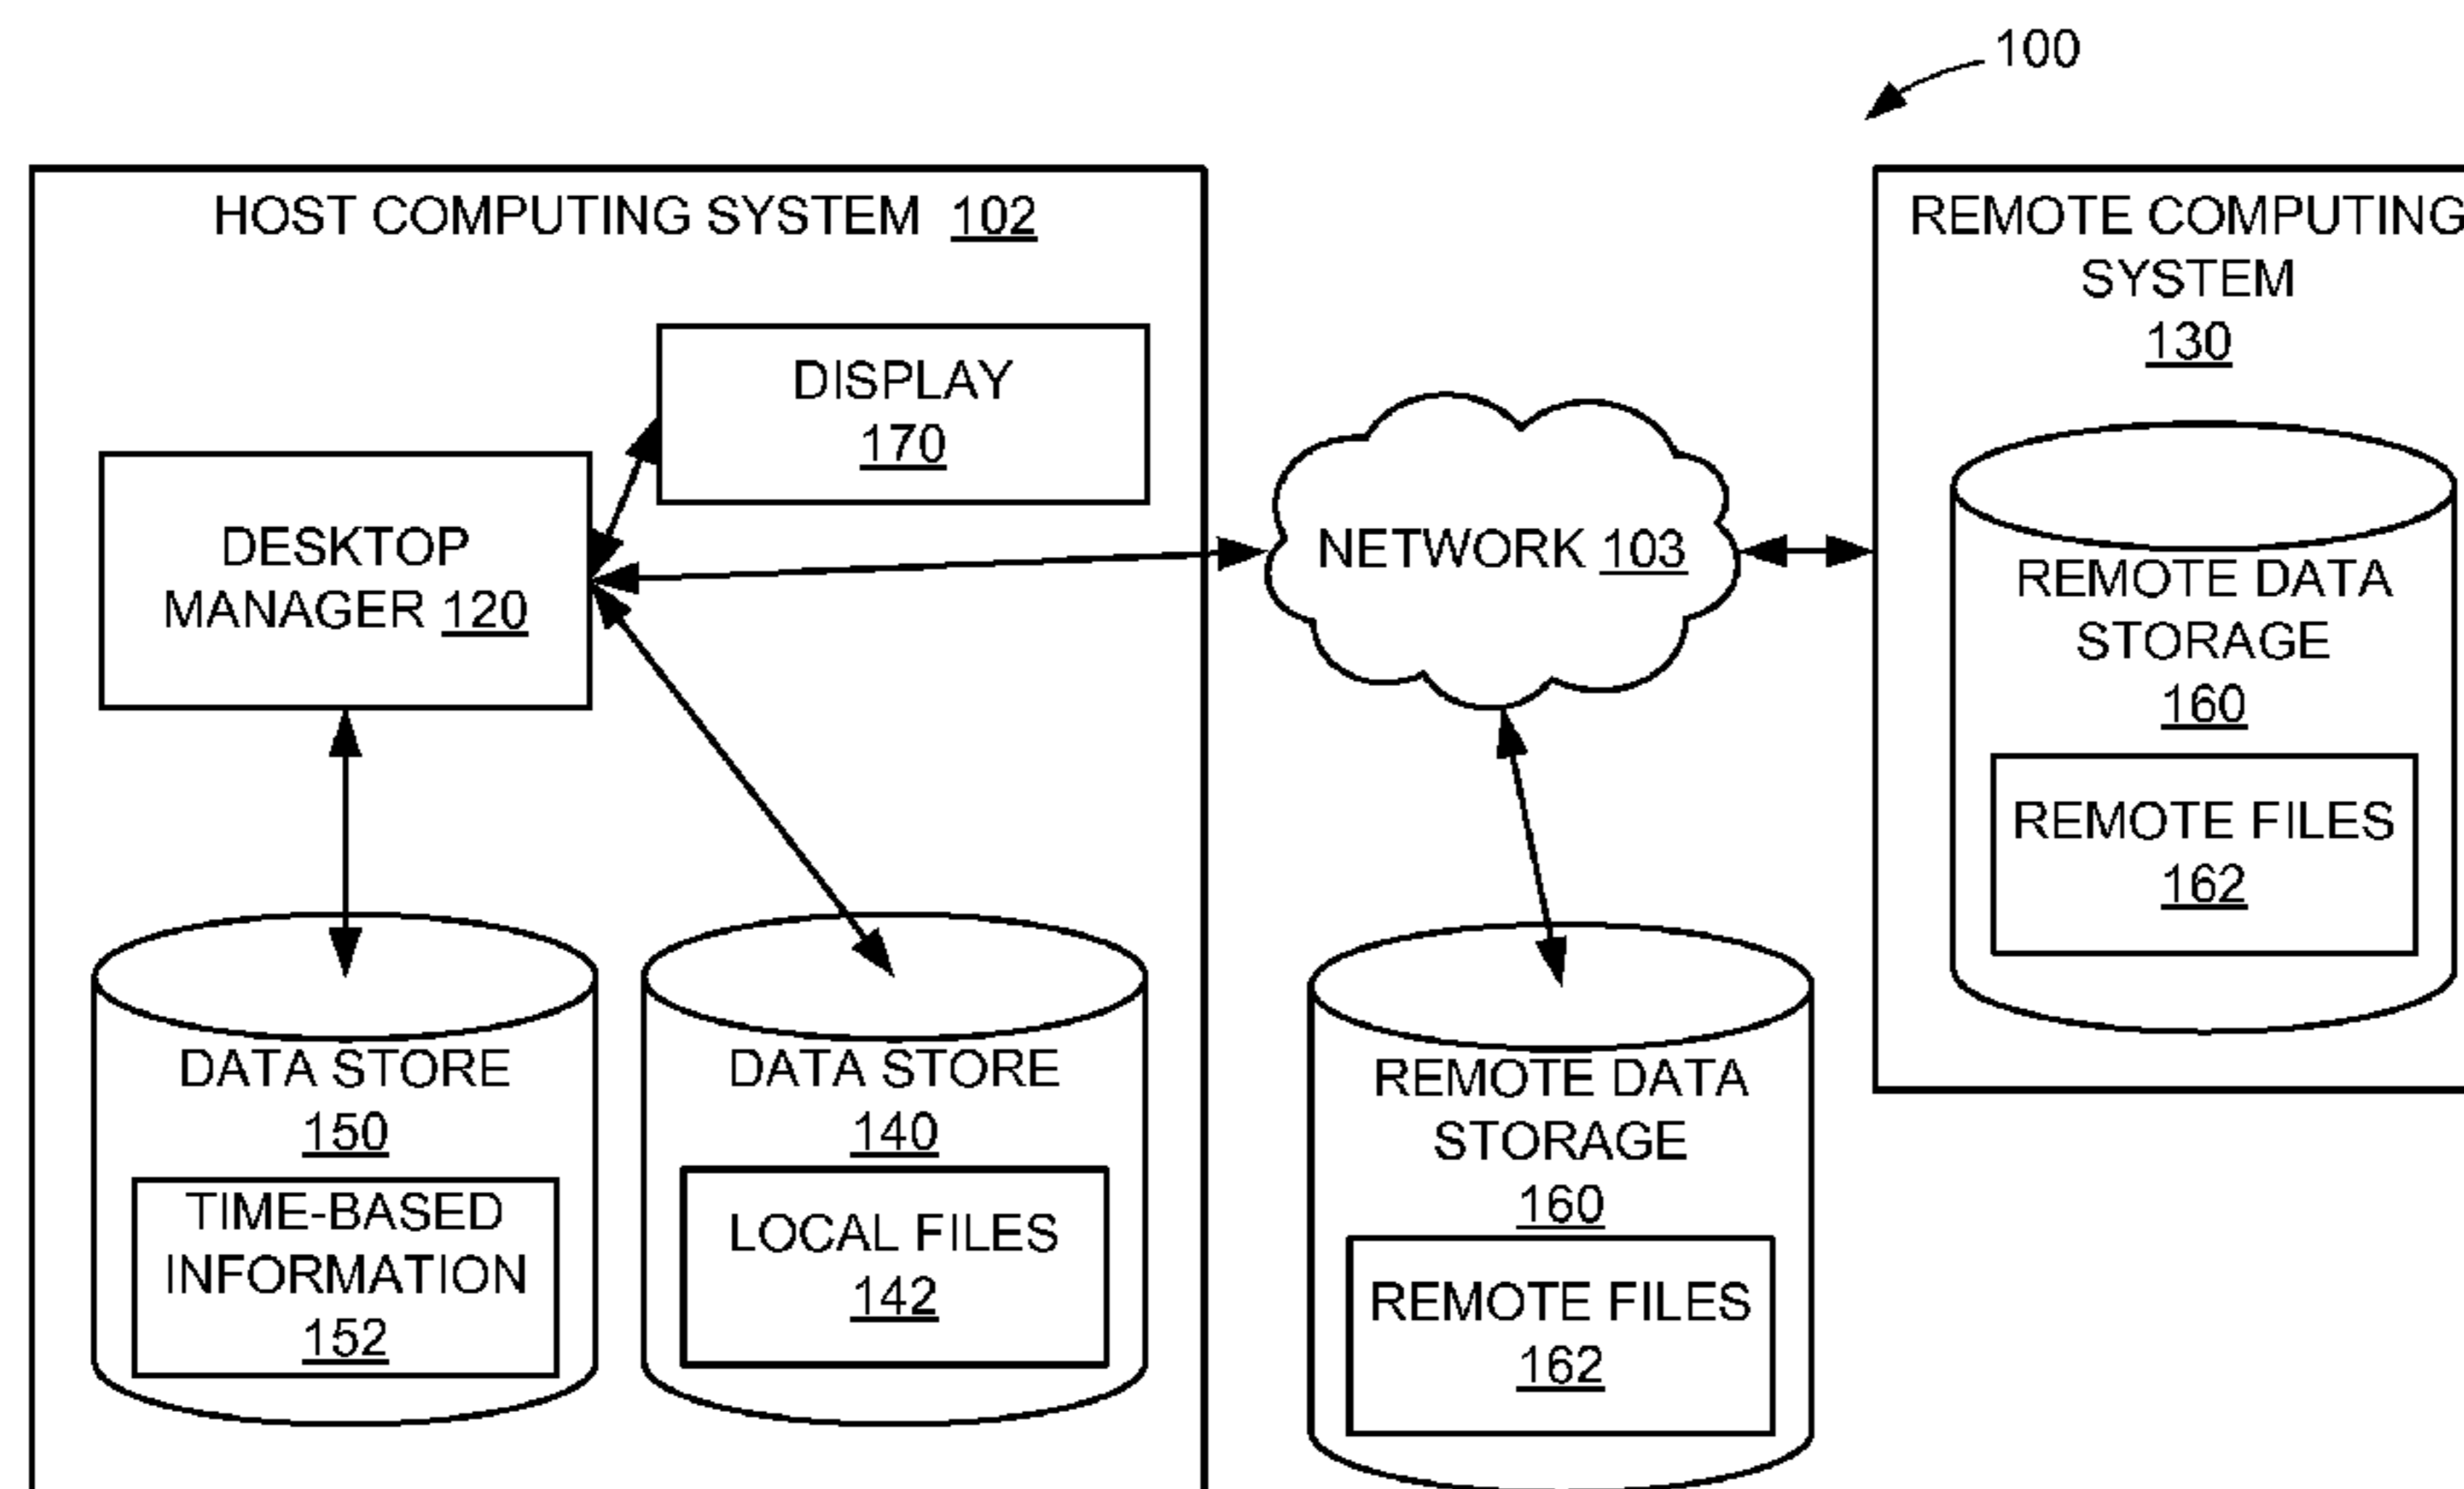 100
HOST COMPUTING SYSTEM 102
DISPLAY
170
DESKTOP
MANAGER 120
DATA STORE
150
TIME-BASED
INFORMATION
152
DATA STORE
140
LOCAL FILES
142
NETWORK 103
REMOTE DATA
STORAGE
160
REMOTE FILES
162
REMOTE COMPUTING
SYSTEM
130
REMOTE DATA
STORAGE
160
REMOTE FILES
162